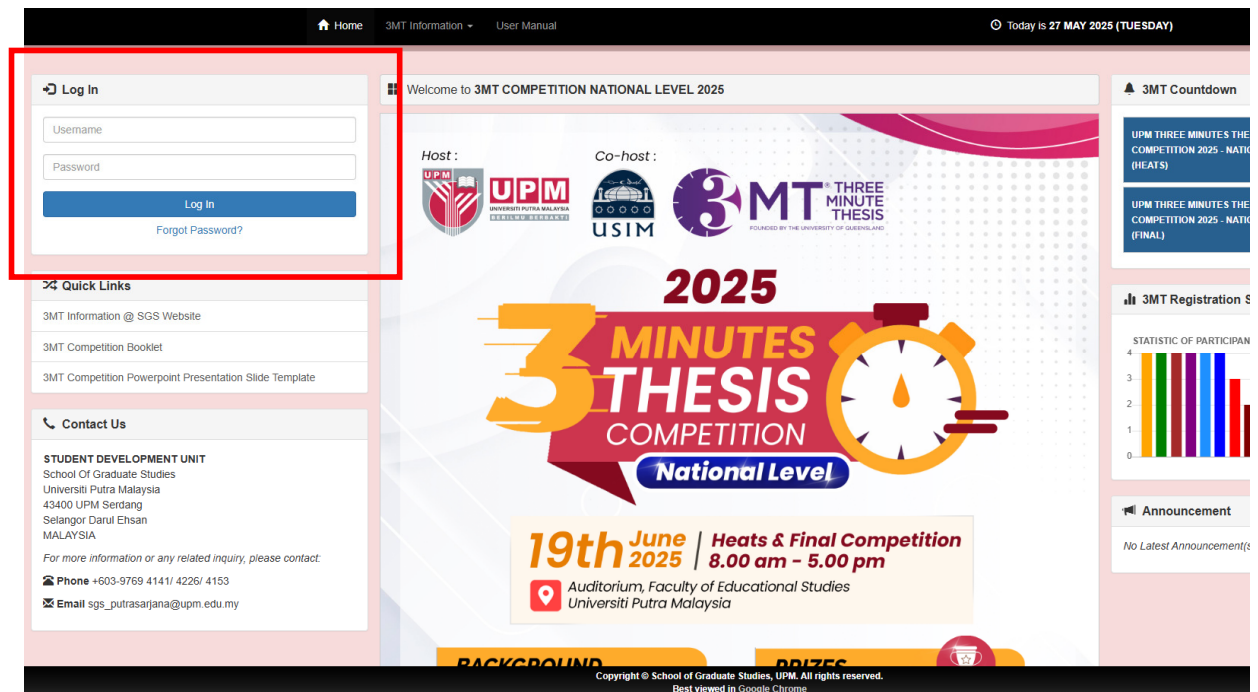 Home 3MT Information User Manual Today is 27 MAY 2025 (TUESDAY)
Log In
Username
Password
Log In
Forgot Password?
Quick Links
3MT Information @ SGS Website
3MT Competition Booklet
3MT Competition Powerpoint Presentation Slide Template
Contact Us
STUDENT DEVELOPMENT UNIT
School Of Graduate Studies
Universiti Putra Malaysia
43400 UPM Serdang
Selangor Darul Ehsan
MALAYSIA
For more information or any related inquiry, please contact:
Phone +603-9769 4141/ 4226/ 4153
Email sgs_putrasarjana@upm.edu.my
Welcome to 3MT COMPETITION NATIONAL LEVEL 2025
Host : Co-host :
UPM
UPM
UNIVERSITI PUTRA MALAYSIA
BERILMU BERBAKTI
USIM
3MT® THREE
MINUTE
THESIS
FOUNDED BY THE UNIVERSITY OF QUEENSLAND
2025
3 MINUTES
THESIS
COMPETITION
National Level
19th June 2025 | Heats & Final Competition
8.00 am - 5.00 pm
Auditorium, Faculty of Educational Studies
Universiti Putra Malaysia
BACKGROUND PRIZES
3MT Countdown
UPM THREE MINUTES THE
COMPETITION 2025 - NATIO
(HEATS)
UPM THREE MINUTES THE
COMPETITION 2025 - NATIO
(FINAL)
3MT Registration S
STATISTIC OF PARTICIPAN
4
3
2
1
0
Announcement
No Latest Announcement(s
Copyright © School of Graduate Studies, UPM. All rights reserved.
Best viewed in Google Chrome